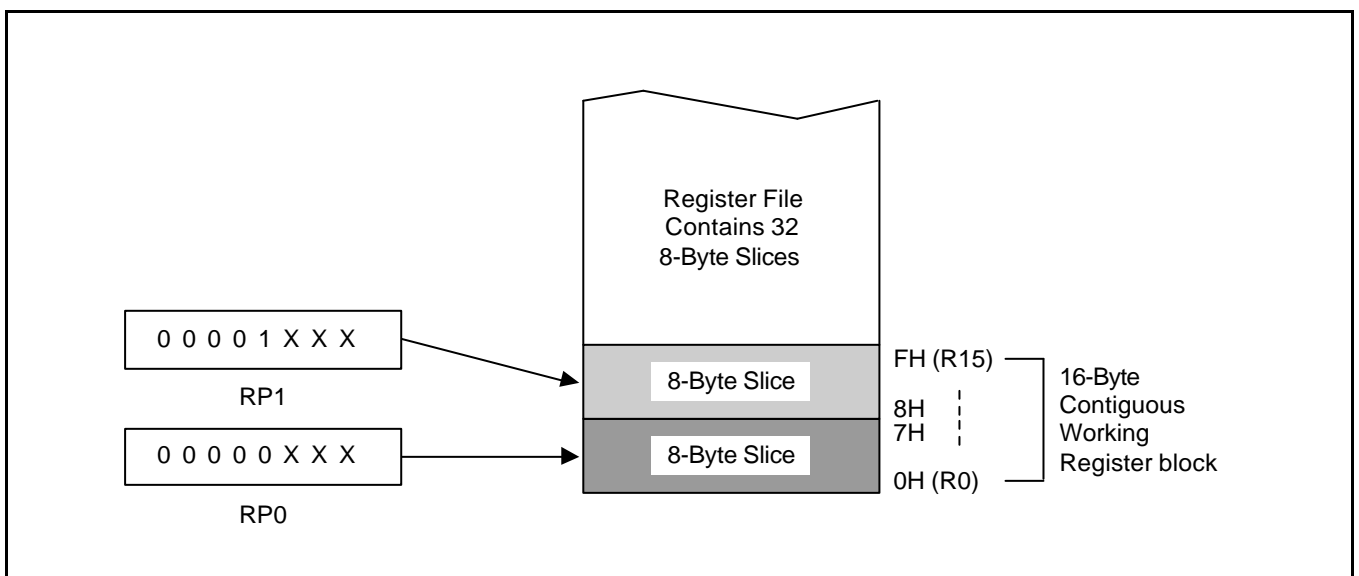 Register File
Contains 32
8-Byte Slices
0 0 0 0 1 X X X
RP1
0 0 0 0 0 X X X
RP0
8-Byte Slice
8-Byte Slice
FH (R15)
8H
7H
0H (R0)
16-Byte
Contiguous
Working
Register block